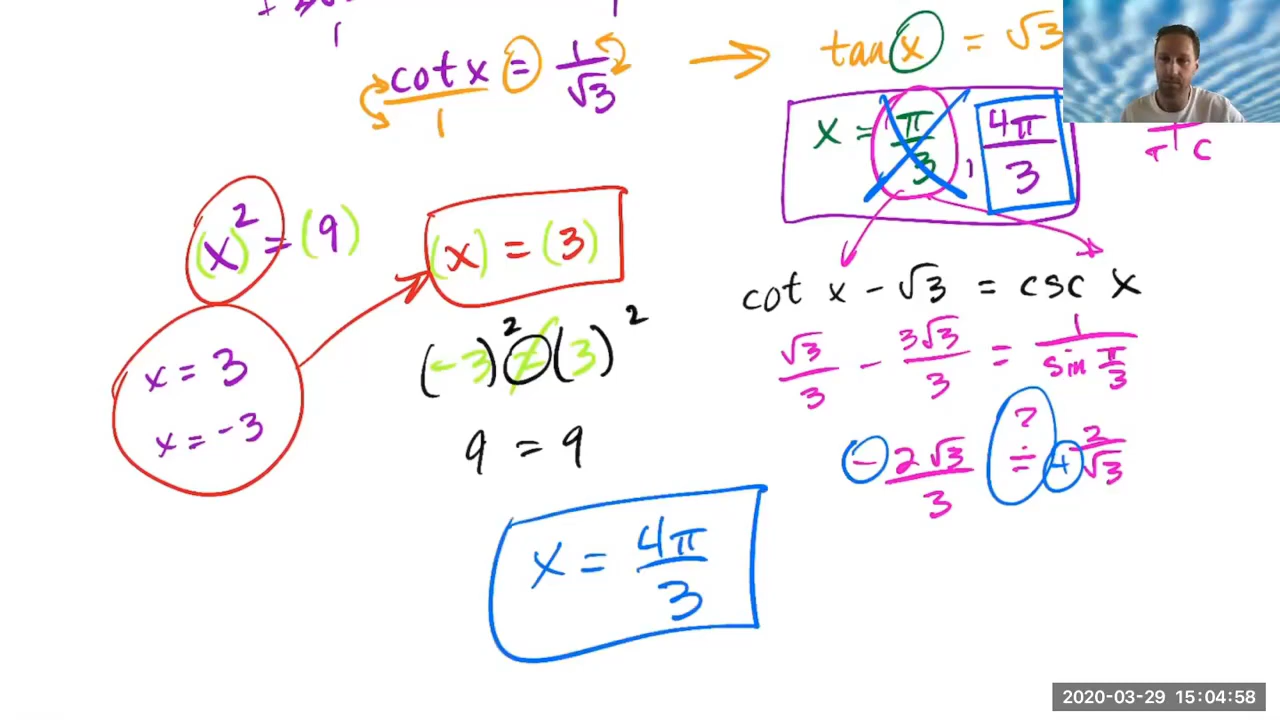 cot x / 1 = 1/√3 → tan x = √3
x = π/3, 4π/3
(x)² = (9)
(x) = (3)
x = 3
x = -3
(-3)² ≠ (3)²
9 = 9
cot x - √3 = csc x
√3/3 - 3√3/3 = 1/sin π/3
- 2√3/3 ≟ + 2/√3
x = 4π/3
2020-03-29 15:04:58